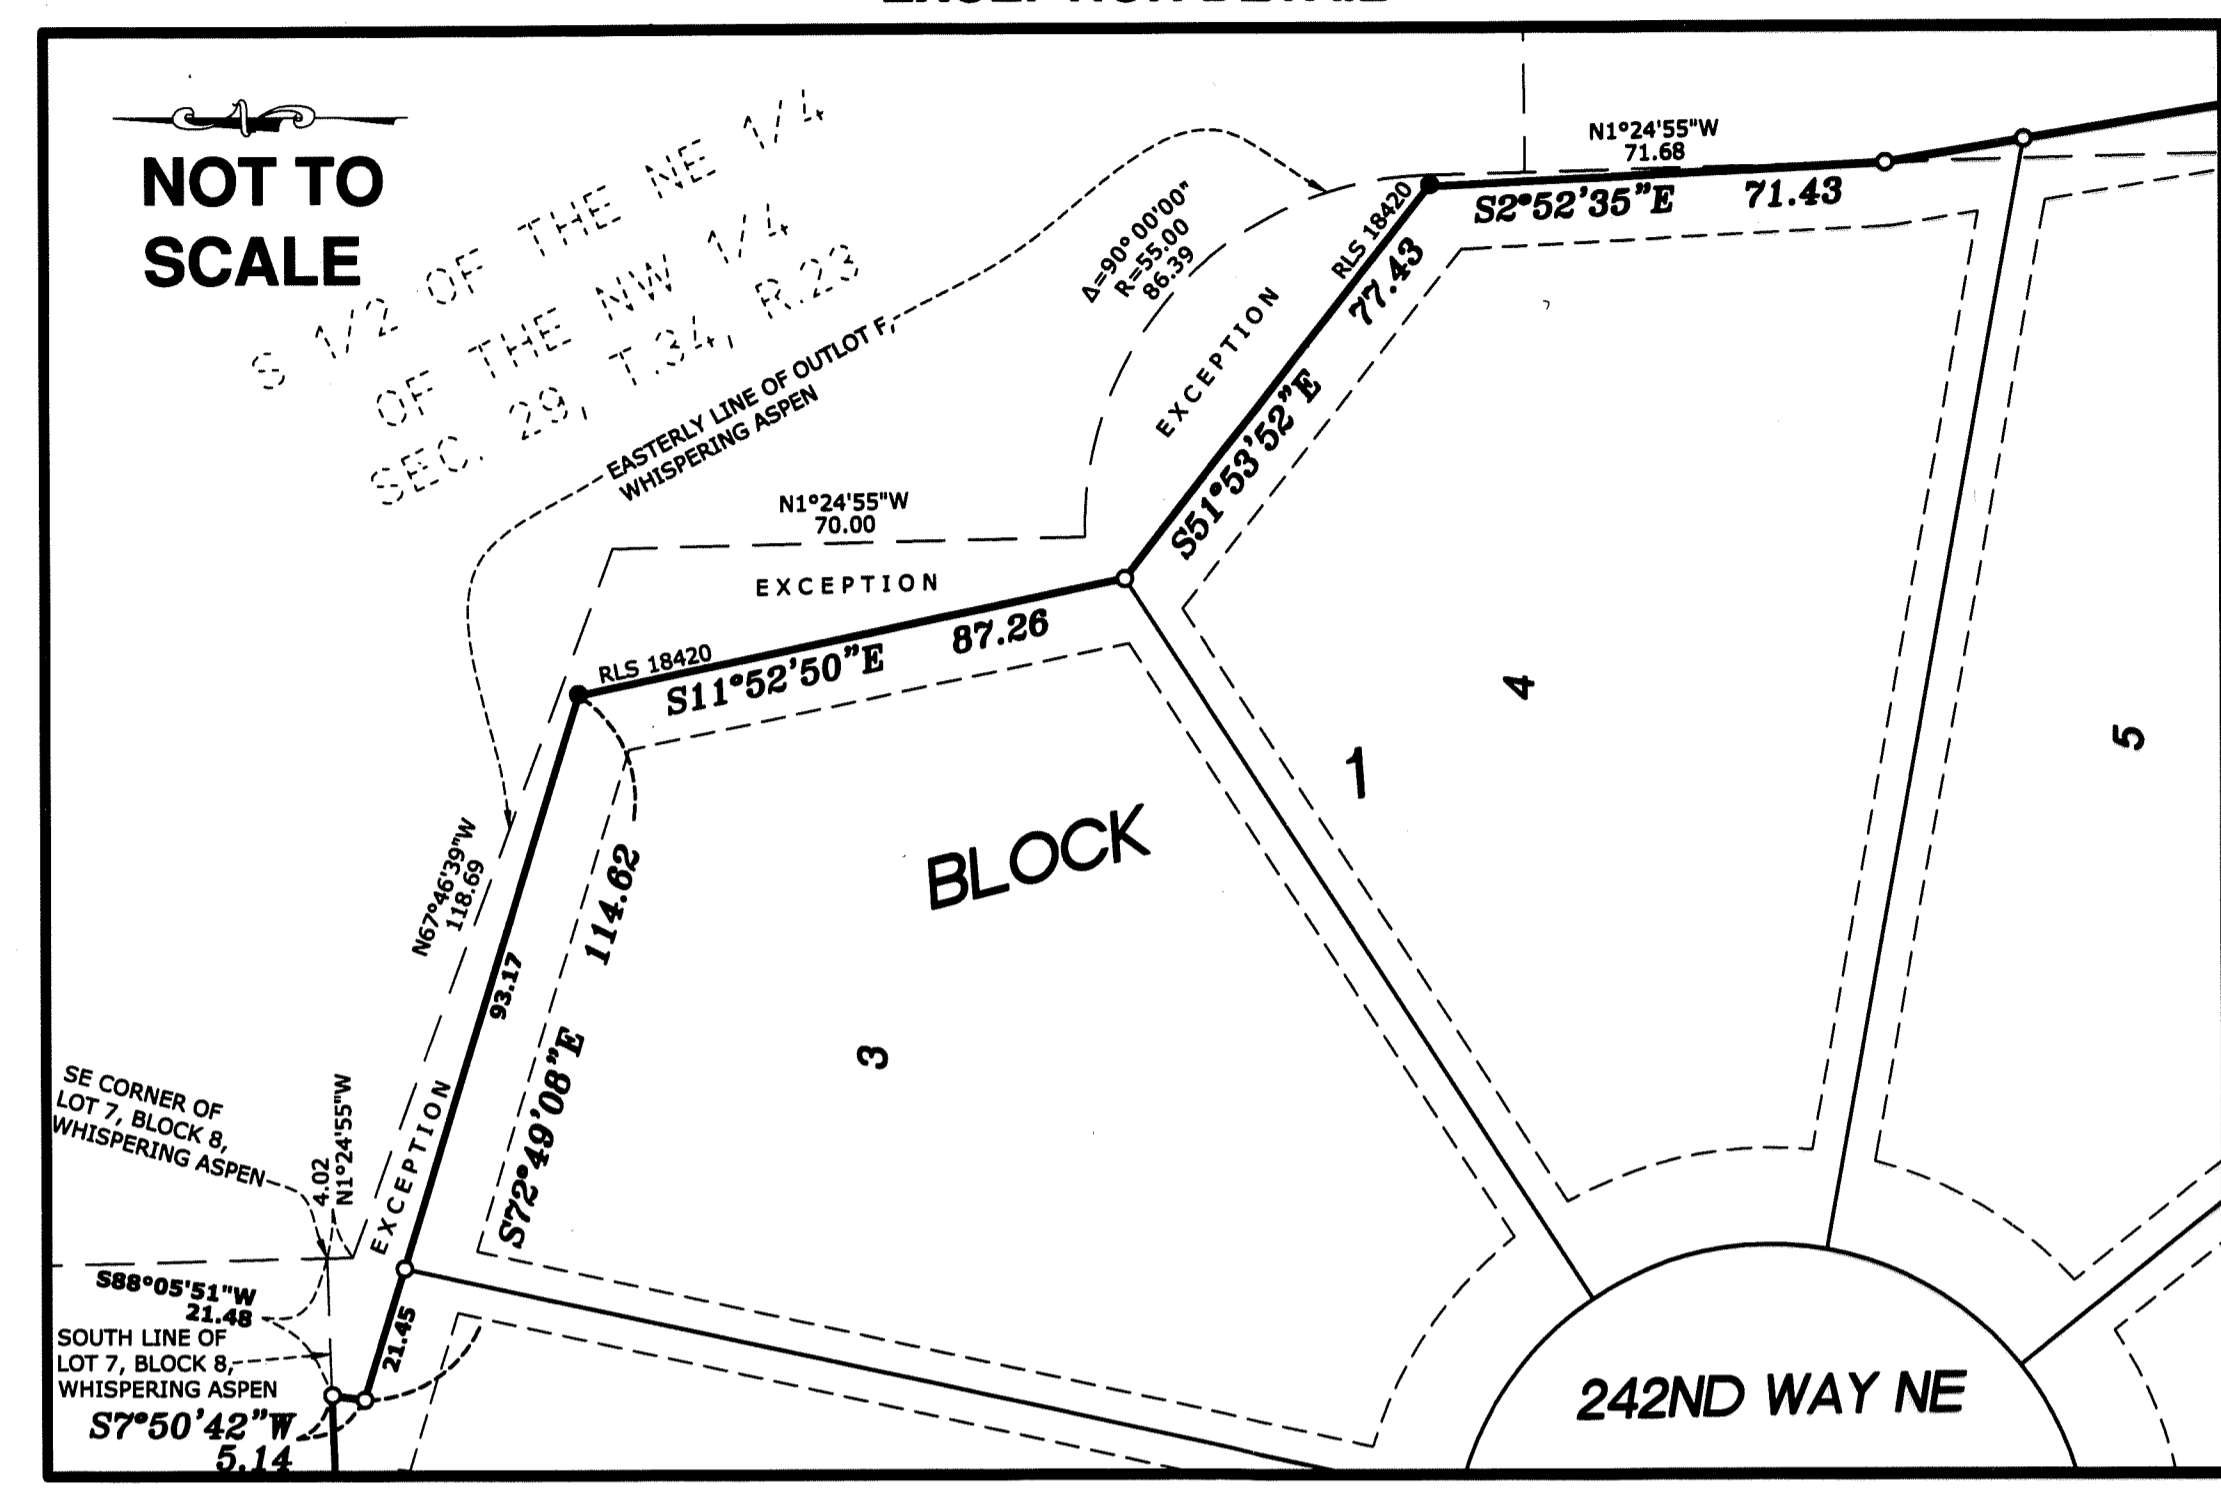 NOT TO
SCALE
S 1/2 OF THE NE 1/4
OF THE NW 1/4
SEC. 29, T.34, R.23
EASTERLY LINE OF OUTLOT F,
WHISPERING ASPEN
Δ=90°00'00"
R=55.00
86.39
N1°24'55"W
71.68
S2°52'35"E 71.43
RLS 18420
77.43
S51°53'52"E
EXCEPTION
N1°24'55"W
70.00
EXCEPTION
RLS 18420
S11°52'50"E 87.26
N67°46'39"W
118.69
93.17
114.62
S72°49'08"E
EXCEPTION
BLOCK 1
3
4
5
SE CORNER OF
LOT 7, BLOCK 8,
WHISPERING ASPEN
4.02
N1°24'55"W
S88°05'51"W
21.48
SOUTH LINE OF
LOT 7, BLOCK 8,
WHISPERING ASPEN
21.45
S7°50'42"W
5.14
242ND WAY NE